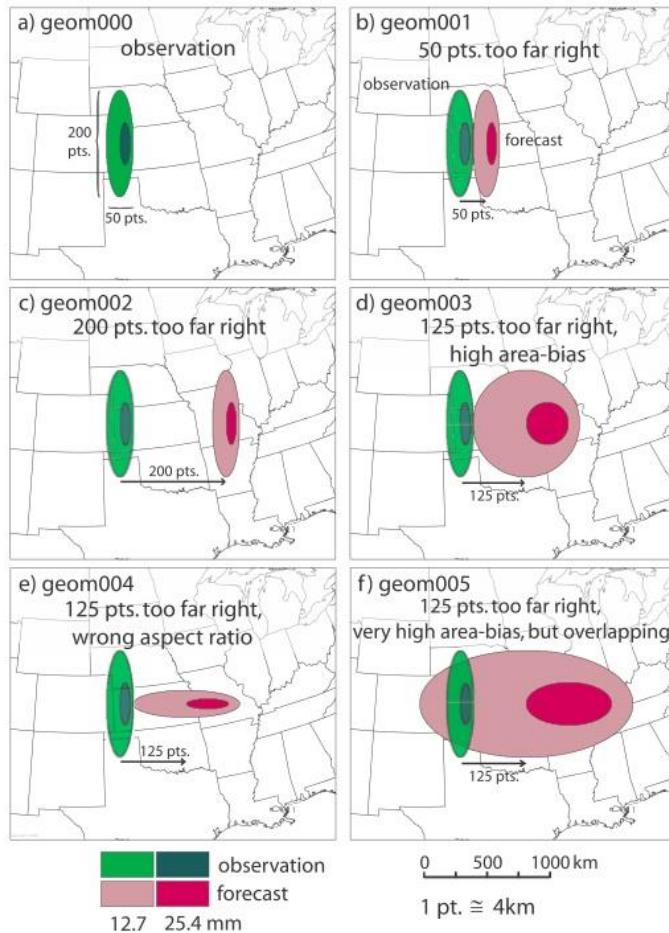 a) geom000
observation
200
pts.
50 pts.
b) geom001
50 pts. too far right
observation
forecast
50 pts.
c) geom002
200 pts. too far right
200 pts.
d) geom003
125 pts. too far right,
high area-bias
125 pts.
e) geom004
125 pts. too far right,
wrong aspect ratio
125 pts.
f) geom005
125 pts. too far right,
very high area-bias, but overlapping
125 pts.
observation
forecast
12.7 25.4 mm
0 500 1000 km
1 pt. ≅ 4km